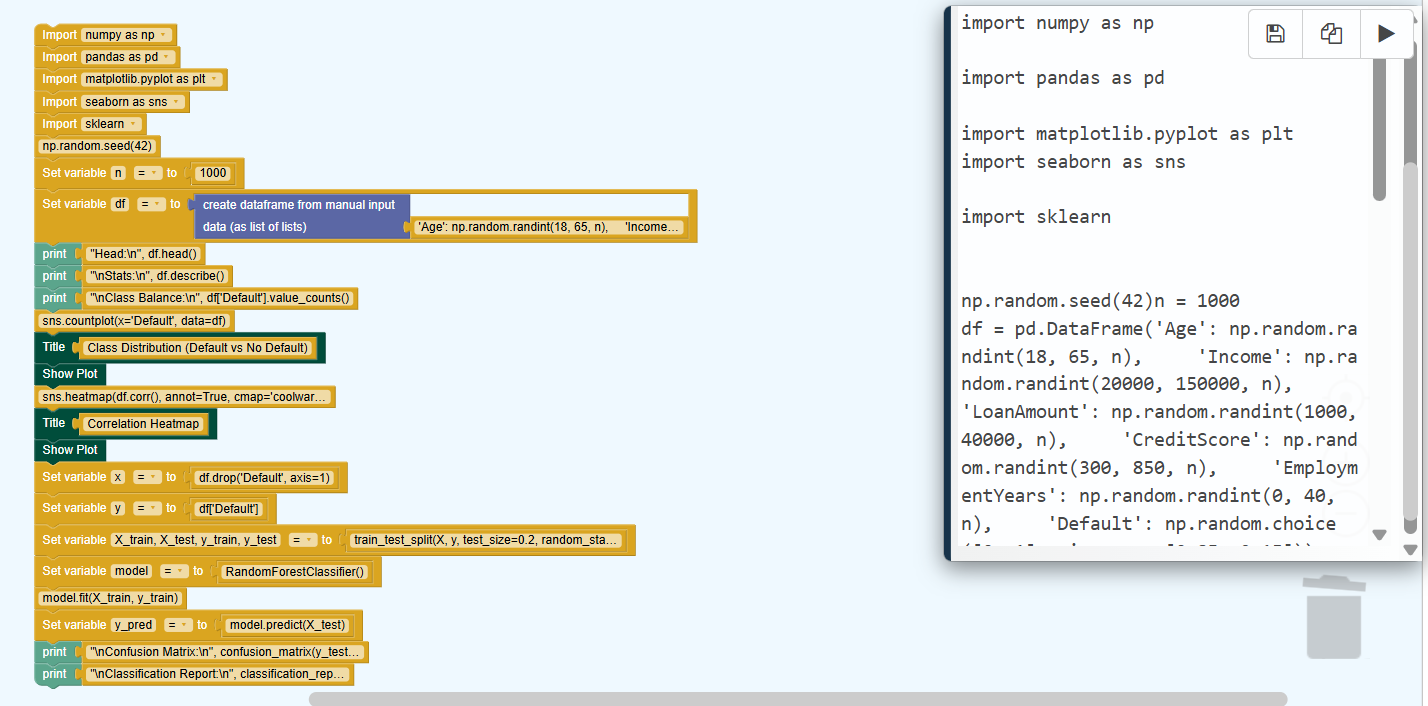 Import numpy as np
Import pandas as pd
Import matplotlib.pyplot as plt
Import seaborn as sns
Import sklearn
np.random.seed(42)
Set variable n = to 1000
Set variable df = to create dataframe from manual input
data (as list of lists) 'Age': np.random.randint(18, 65, n), 'Income...
print "Head:\n", df.head()
print "\nStats:\n", df.describe()
print "\nClass Balance:\n", df['Default'].value_counts()
sns.countplot(x='Default', data=df)
Title Class Distribution (Default vs No Default)
Show Plot
sns.heatmap(df.corr(), annot=True, cmap='coolwar...
Title Correlation Heatmap
Show Plot
Set variable x = to df.drop('Default', axis=1)
Set variable y = to df['Default']
Set variable X_train, X_test, y_train, y_test = to train_test_split(X, y, test_size=0.2, random_sta...
Set variable model = to RandomForestClassifier()
model.fit(X_train, y_train)
Set variable y_pred = to model.predict(X_test)
print "\nConfusion Matrix:\n", confusion_matrix(y_test...
print "\nClassification Report:\n", classification_rep...
import numpy as np
import pandas as pd
import matplotlib.pyplot as plt
import seaborn as sns
import sklearn
np.random.seed(42)n = 1000
df = pd.DataFrame('Age': np.random.ra
ndint(18, 65, n), 'Income': np.ra
ndom.randint(20000, 150000, n),
'LoanAmount': np.random.randint(1000,
40000, n), 'CreditScore': np.rand
om.randint(300, 850, n), 'Employm
entYears': np.random.randint(0, 40,
n), 'Default': np.random.choice